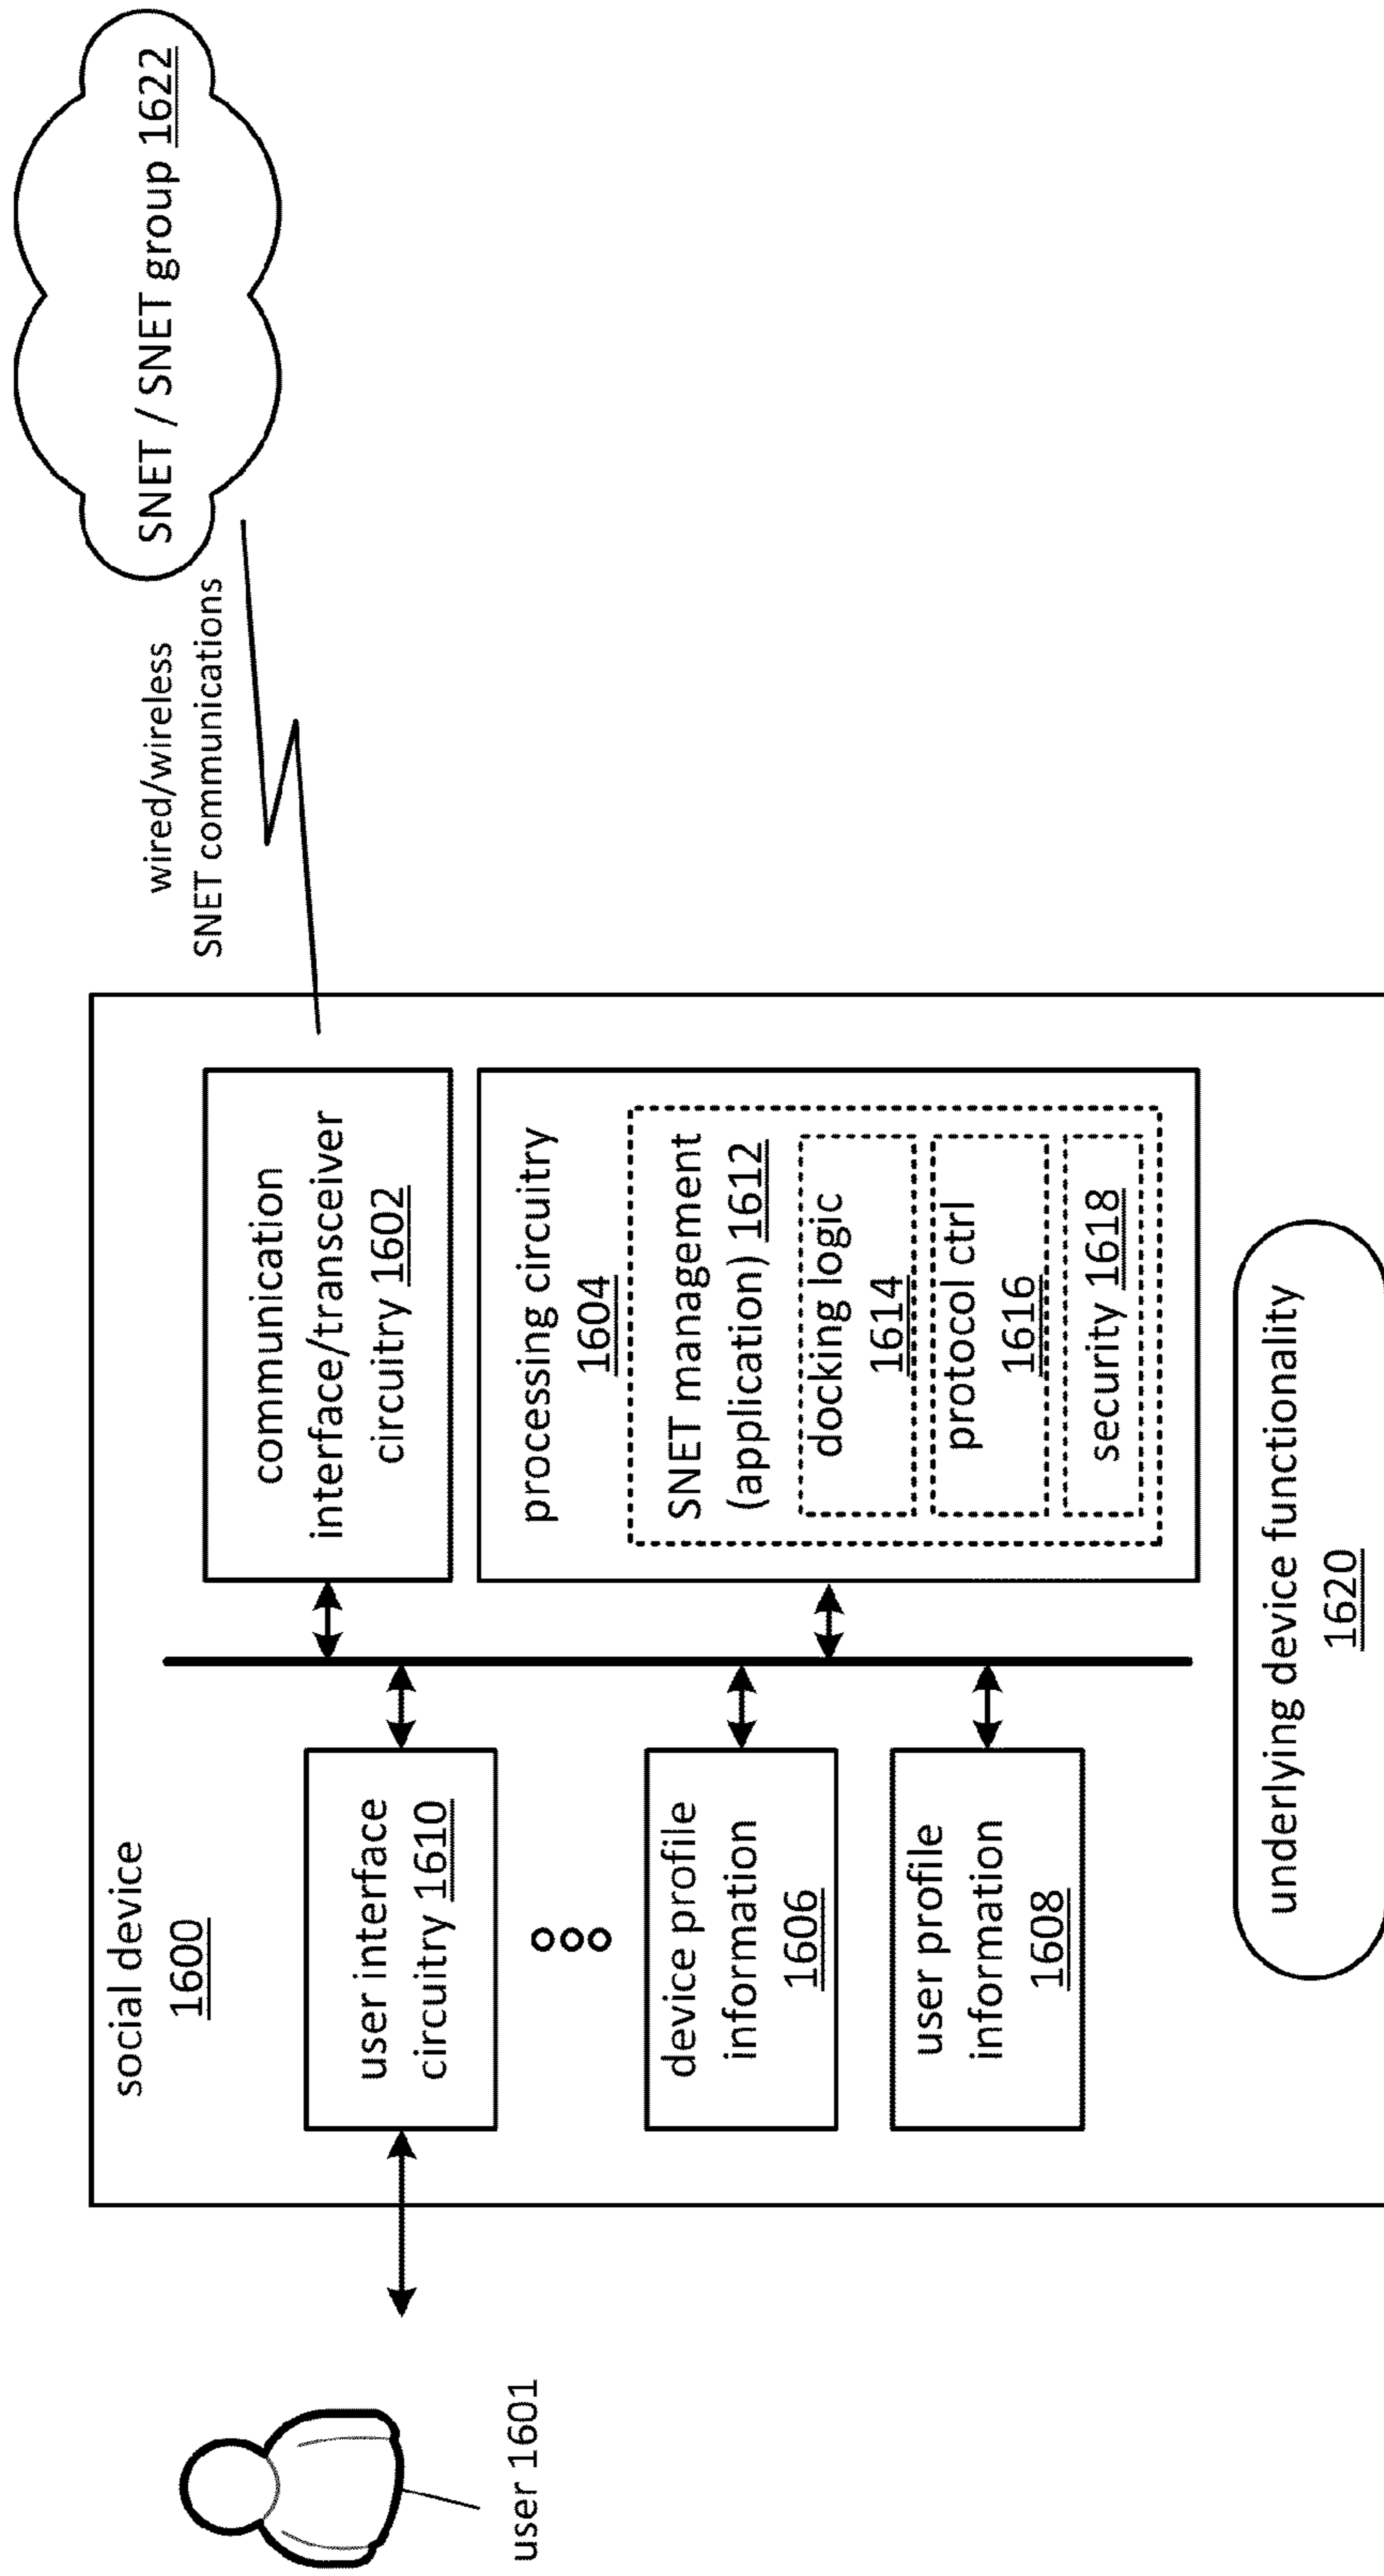 social device
1600
user 1601
user interface
circuitry 1610
device profile
information
1606
user profile
information
1608
communication
interface/transceiver
circuitry 1602
processing circuitry
1604
SNET management
(application) 1612
docking logic
1614
protocol ctrl
1616
security 1618
underlying device functionality
1620
wired/wireless
SNET communications
SNET / SNET group 1622